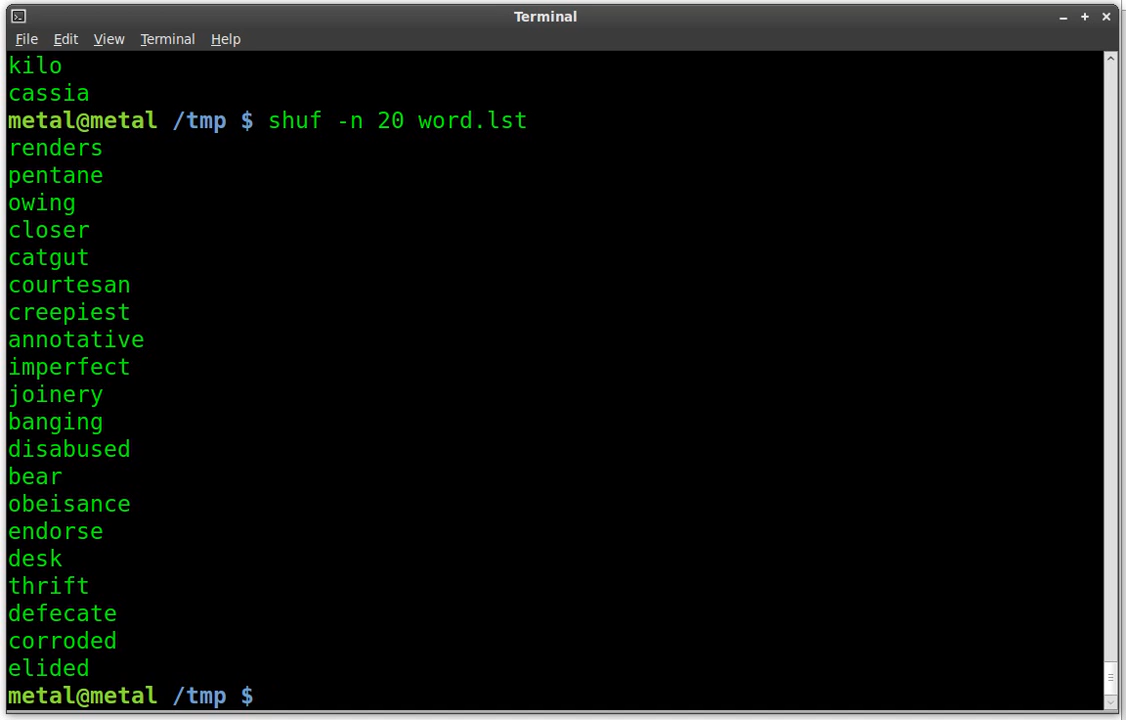 Terminal
File Edit View Terminal Help
kilo
cassia
metal@metal /tmp $ shuf -n 20 word.lst
renders
pentane
owing
closer
catgut
courtesan
creepiest
annotative
imperfect
joinery
banging
disabused
bear
obeisance
endorse
desk
thrift
defecate
corroded
elided
metal@metal /tmp $